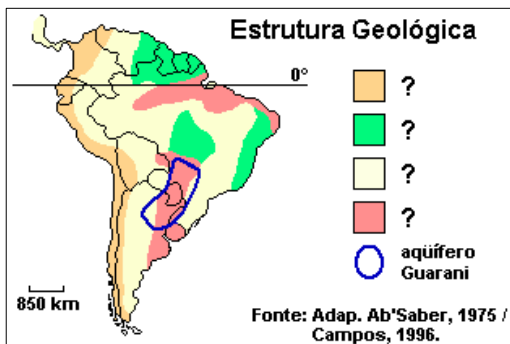 Estrutura Geológica
0°
?
?
?
?
aqüífero
Guarani
850 km
Fonte: Adap. Ab'Saber, 1975 /
Campos, 1996.